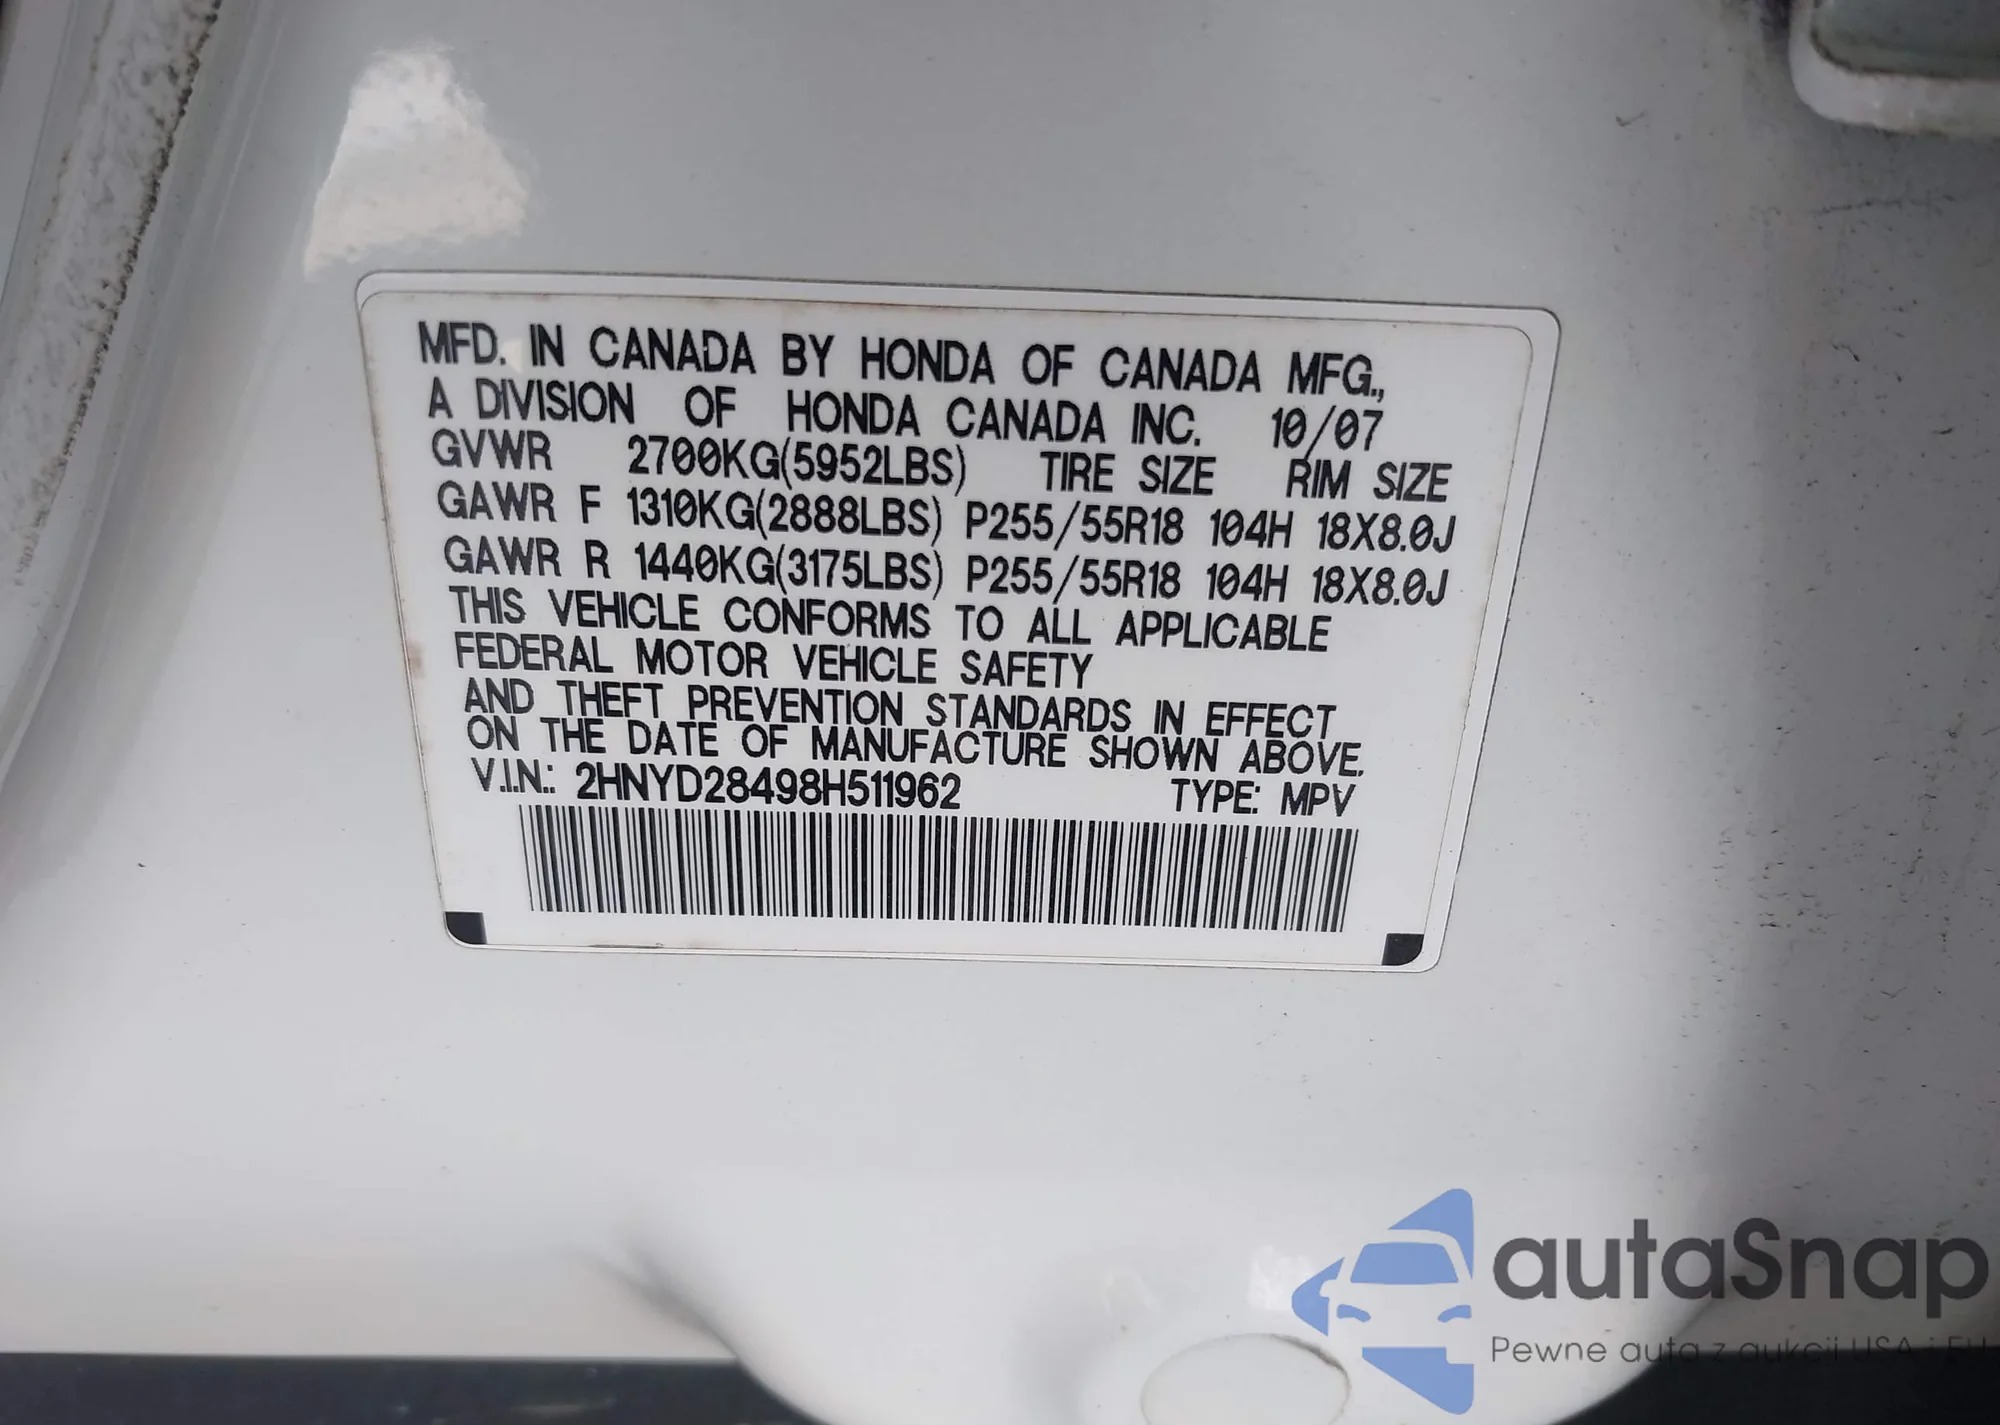 MFD. IN CANADA BY HONDA OF CANADA MFG.,
A DIVISION OF HONDA CANADA INC. 10/07
GVWR 2700KG(5952LBS) TIRE SIZE RIM SIZE
GAWR F 1310KG(2888LBS) P255/55R18 104H 18X8.0J
GAWR R 1440KG(3175LBS) P255/55R18 104H 18X8.0J
THIS VEHICLE CONFORMS TO ALL APPLICABLE
FEDERAL MOTOR VEHICLE SAFETY
AND THEFT PREVENTION STANDARDS IN EFFECT
ON THE DATE OF MANUFACTURE SHOWN ABOVE.
V.I.N.: 2HNYD28498H511962 TYPE: MPV
autaSnap
Pewne auta z aukcji USA i EU